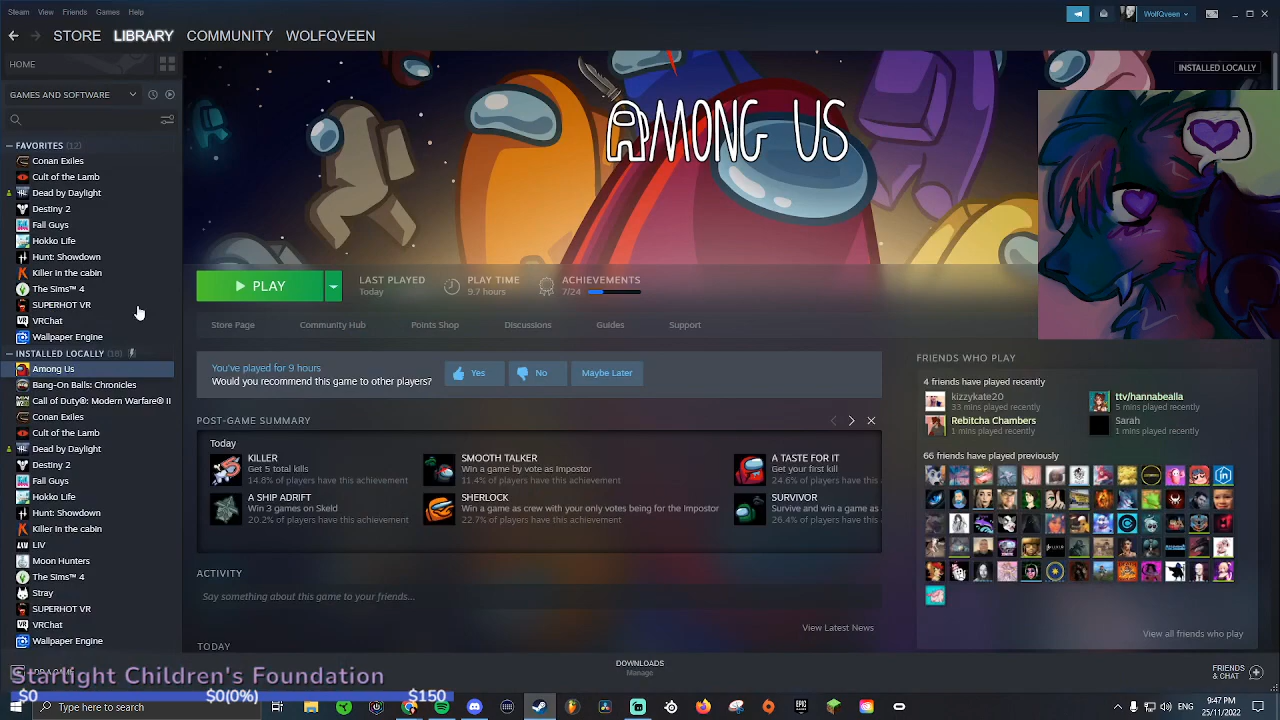 Steam View Friends Games Help
WolfQveen
STORE LIBRARY COMMUNITY WOLFQVEEN
HOME
INSTALLED LOCALLY
GAMES AND SOFTWARE
AMONG US
FAVORITES (12)
Conan Exiles
Cult of the Lamb
Dead by Daylight
Destiny 2
Fall Guys
Hokko Life
Hunt: Showdown
Killer in the cabin
The Sims™ 4
SUPERHOT VR
VRChat
Wallpaper Engine
INSTALLED LOCALLY (18)
Among Us
Bang-On Balls: Chronicles
Call of Duty®: Modern Warfare® II
Conan Exiles
Cult of the Lamb
Dead by Daylight
Destiny 2
Fall Guys
Hokko Life
Hunt: Showdown
Killer in the cabin
LIV
Moon Hunters
The Sims™ 4
Stray
SUPERHOT VR
VRChat
Wallpaper Engine
PLAY
LAST PLAYED
Today
PLAY TIME
9.7 hours
ACHIEVEMENTS
7/24
Store Page Community Hub Points Shop Discussions Guides Support
You've played for 9 hours
Would you recommend this game to other players?
Yes No Maybe Later
POST-GAME SUMMARY
Today
KILLER
Get 5 total kills
14.8% of players have this achievement
SMOOTH TALKER
Win a game by vote as Impostor
11.4% of players have this achievement
A TASTE FOR IT
Get your first kill
24.6% of players have this
A SHIP ADRIFT
Win 3 games on Skeld
20.2% of players have this achievement
SHERLOCK
Win a game as crew with your only votes being for the Impostor
22.7% of players have this achievement
SURVIVOR
Survive and win a game as
26.4% of players have this
ACTIVITY
Say something about this game to your friends...
View Latest News
TODAY
FRIENDS WHO PLAY
4 friends have played recently
kizzykate20
33 mins played recently
ttv/hannabealla
5 mins played recently
Rebitcha Chambers
1 mins played recently
Sarah
1 mins played recently
66 friends have played previously
View all friends who play
Starlight Children's Foundation
$0 $0(0%) $150
DOWNLOADS
Manage
FRIENDS
& CHAT
Type here to search
9:47 PM
25/11/2022